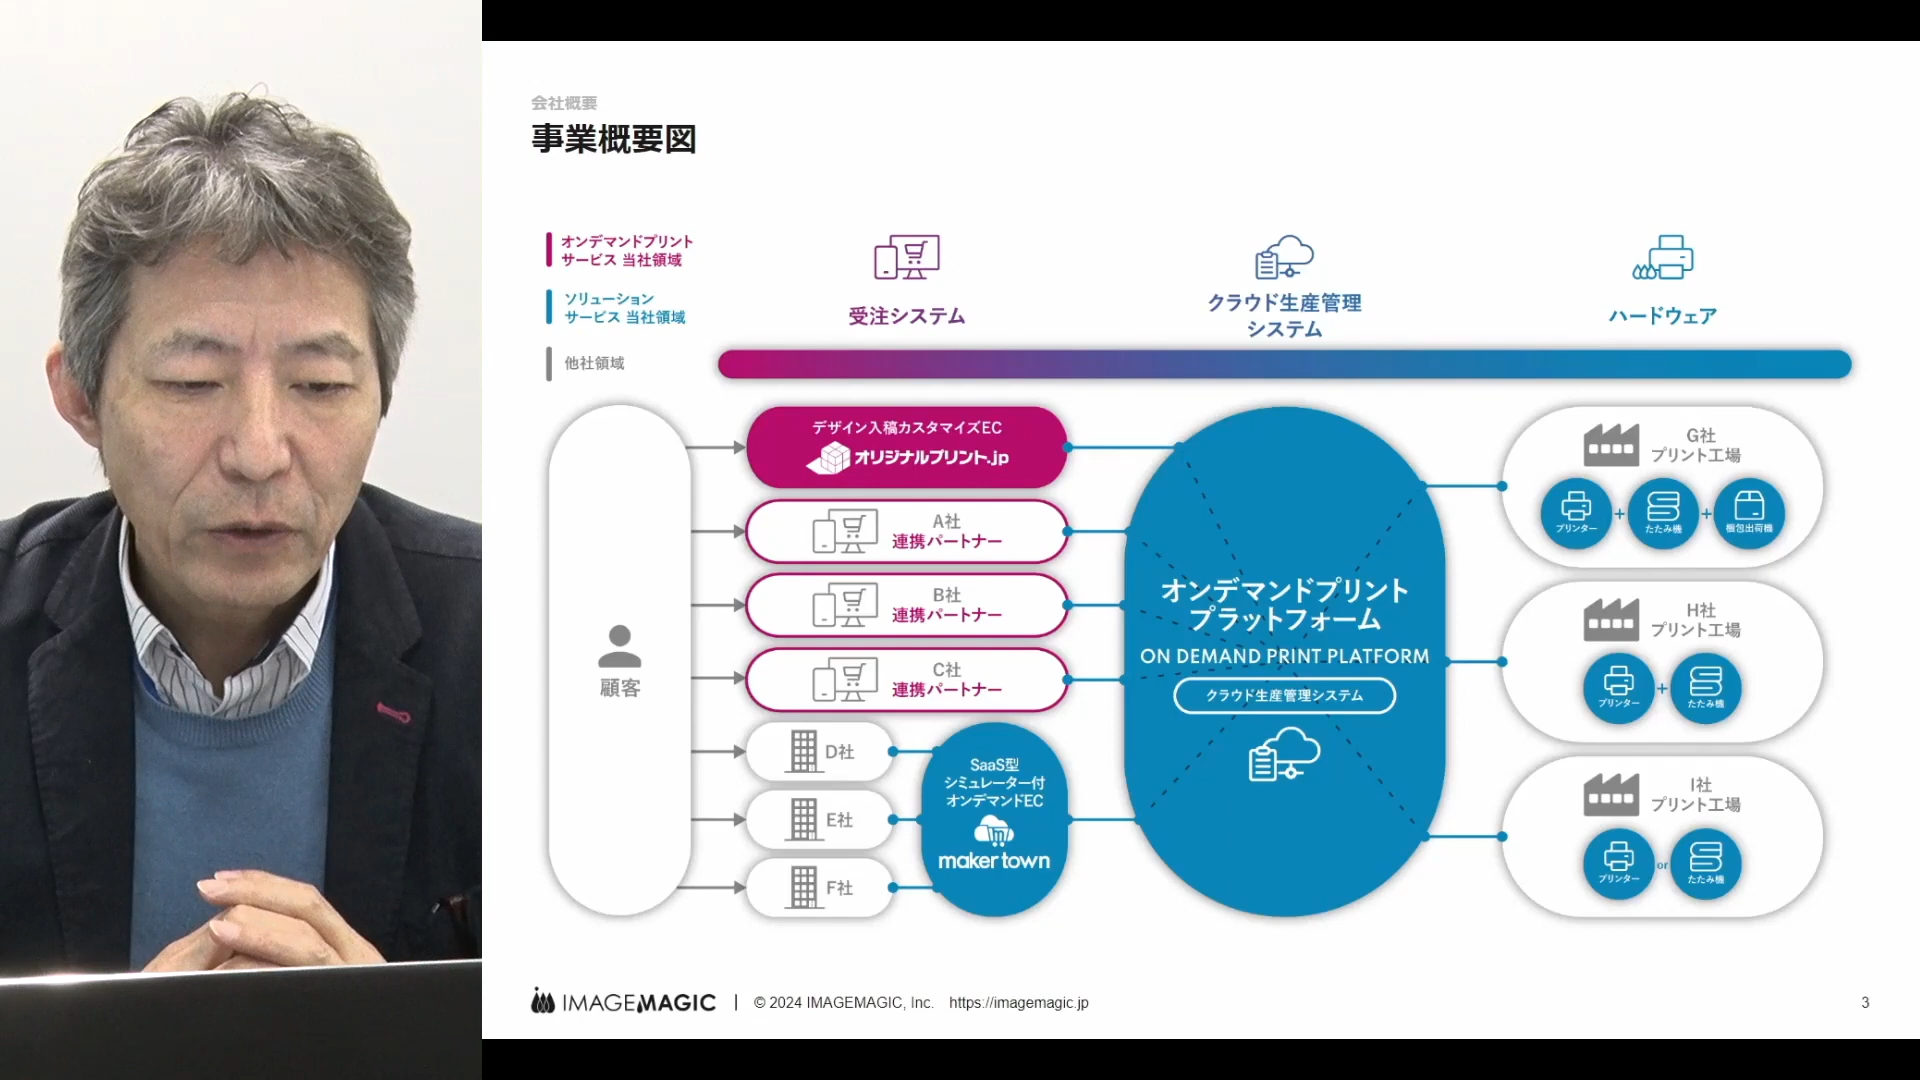 会社概要
事業概要図
オンデマンドプリント
サービス 当社領域
ソリューション
サービス 当社領域
他社領域
受注システム
クラウド生産管理
システム
ハードウェア
顧客
デザイン入稿カスタマイズEC
オリジナルプリント.jp
A社
連携パートナー
B社
連携パートナー
C社
連携パートナー
D社
E社
F社
SaaS型
シミュレーター付
オンデマンドEC
maker town
オンデマンドプリント
プラットフォーム
ON DEMAND PRINT PLATFORM
クラウド生産管理システム
G社
プリント工場
プリンター
+
たたみ機
+
梱包出荷機
H社
プリント工場
プリンター
+
たたみ機
I社
プリント工場
プリンター
or
たたみ機
IMAGEMAGIC | © 2024 IMAGEMAGIC, Inc. https://imagemagic.jp
3